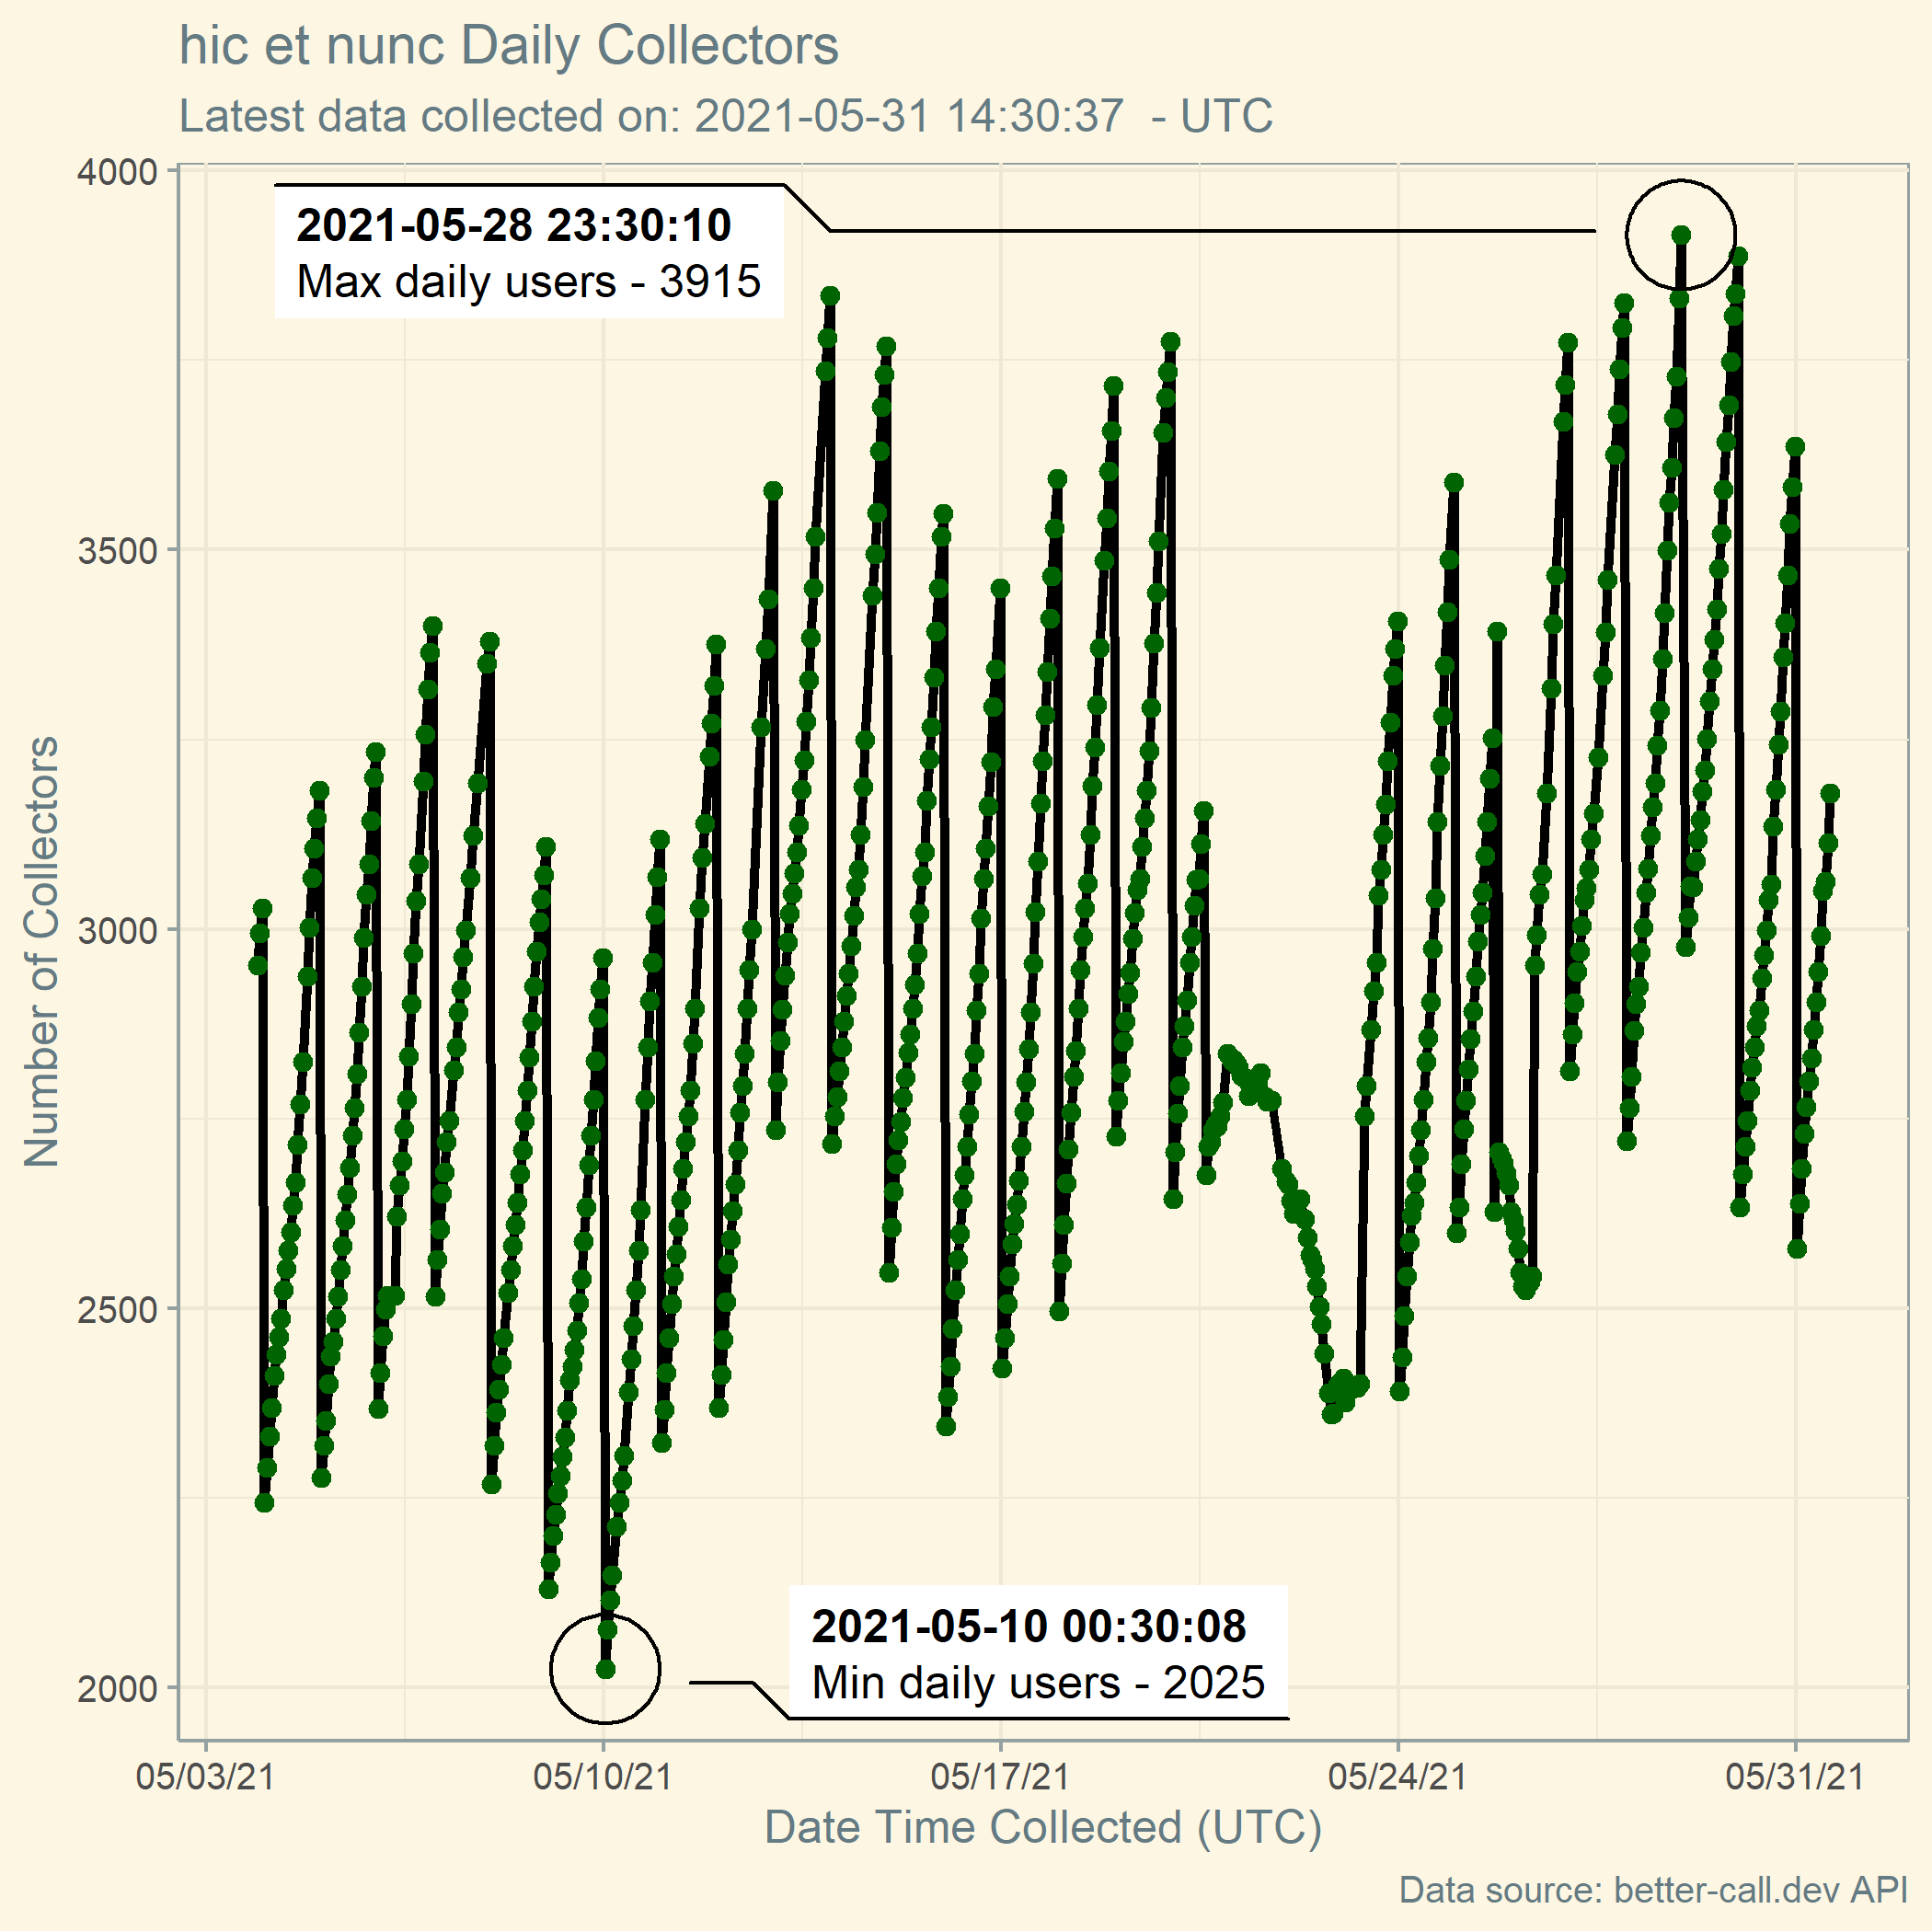 hic et nunc Daily Collectors
Latest data collected on: 2021-05-31 14:30:37  - UTC
4000
2021-05-28 23:30:10
Max daily users - 3915
3500
Number of Collectors
3000
2500
2021-05-10 00:30:08
Min daily users - 2025
2000
05/03/21 05/10/21 05/17/21 05/24/21 05/31/21
Date Time Collected (UTC)
Data source: better-call.dev API